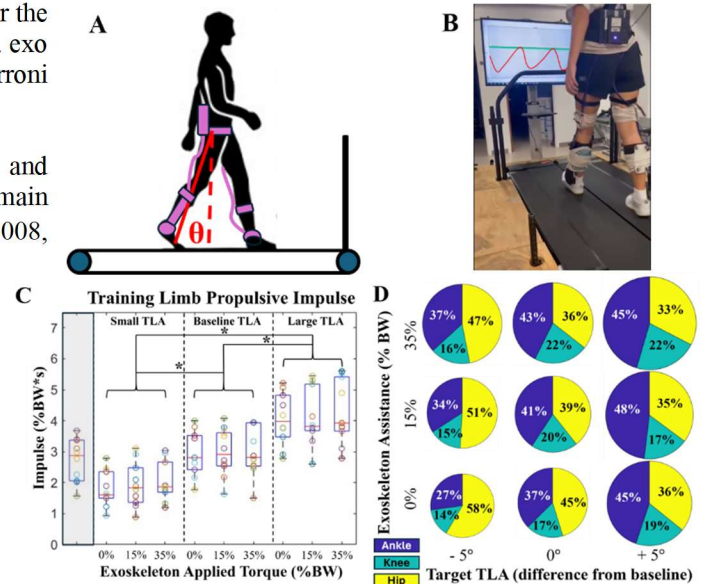 r the
exo
rroni
and
main
008,
A
θ
B
C
Training Limb Propulsive Impulse
Small TLA
Baseline TLA
Large TLA
*
*
*
Impulse (%BW*s)
7
6
5
4
3
2
1
0
0% 15% 35% 0% 15% 35% 0% 15% 35%
Exoskeleton Applied Torque (%BW)
D
Exoskeleton Assistance (% BW)
35%
37% 47% 16%
43% 36% 22%
45% 33% 22%
15%
34% 51% 15%
41% 39% 20%
48% 35% 17%
0%
27% 58% 14%
37% 45% 17%
45% 36% 19%
Ankle
Knee
Hip
- 5° 0° + 5°
Target TLA (difference from baseline)